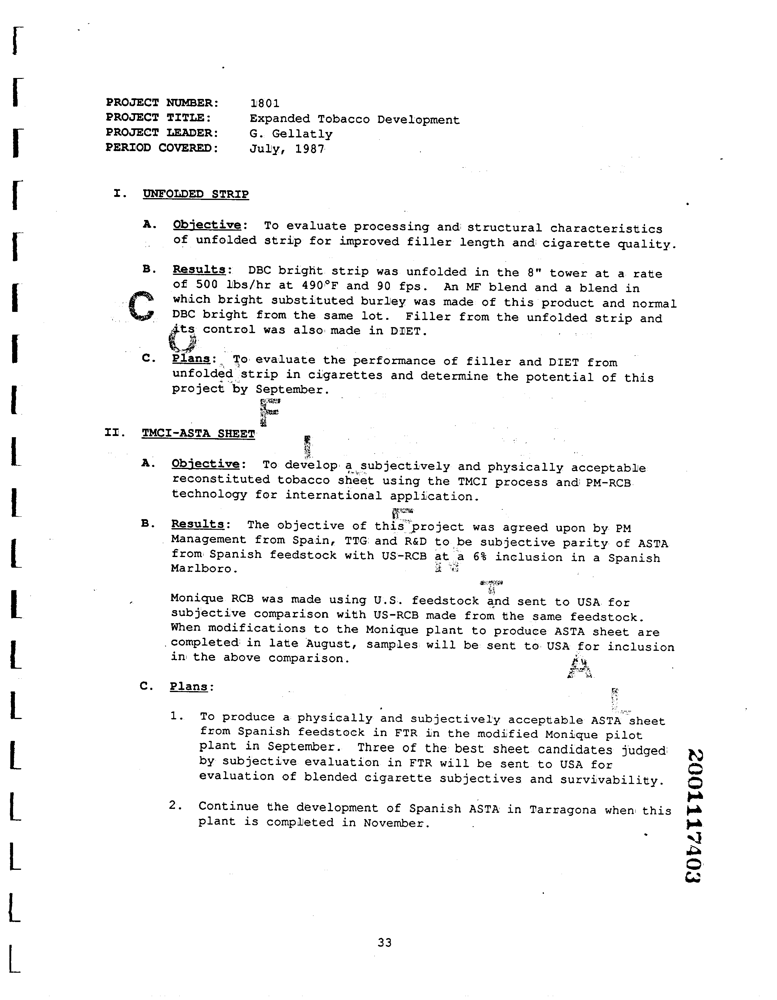 PROJECT NUMBER: 1801
PROJECT TITLE: Expanded Tobacco Development
PROJECT LEADER: G. Gellatly
PERIOD COVERED: July, 1987
I. UNFOLDED STRIP
A. Objective: To evaluate processing and structural characteristics
of unfolded strip for improved filler length and cigarette quality.
B. Results: DBC bright strip was unfolded in the 8" tower at a rate
of 500 lbs/hr at 490°F and 90 fps. An MF blend and a blend in
which bright substituted burley was made of this product and normal
DBC bright from the same lot. Filler from the unfolded strip and
its control was also made in DIET.
C. Plans: To evaluate the performance of filler and DIET from
unfolded strip in cigarettes and determine the potential of this
project by September.
II. TMCI-ASTA SHEET
A. Objective: To develop a subjectively and physically acceptable
reconstituted tobacco sheet using the TMCI process and PM-RCB
technology for international application.
B. Results: The objective of this project was agreed upon by PM
Management from Spain, TTG and R&D to be subjective parity of ASTA
from Spanish feedstock with US-RCB at a 6% inclusion in a Spanish
Marlboro.
Monique RCB was made using U.S. feedstock and sent to USA for
subjective comparison with US-RCB made from the same feedstock.
When modifications to the Monique plant to produce ASTA sheet are
completed in late August, samples will be sent to USA for inclusion
in the above comparison.
C. Plans:
1. To produce a physically and subjectively acceptable ASTA sheet
from Spanish feedstock in FTR in the modified Monique pilot
plant in September. Three of the best sheet candidates judged
by subjective evaluation in FTR will be sent to USA for
evaluation of blended cigarette subjectives and survivability.
2. Continue the development of Spanish ASTA in Tarragona when this
plant is completed in November.
2001117403
33